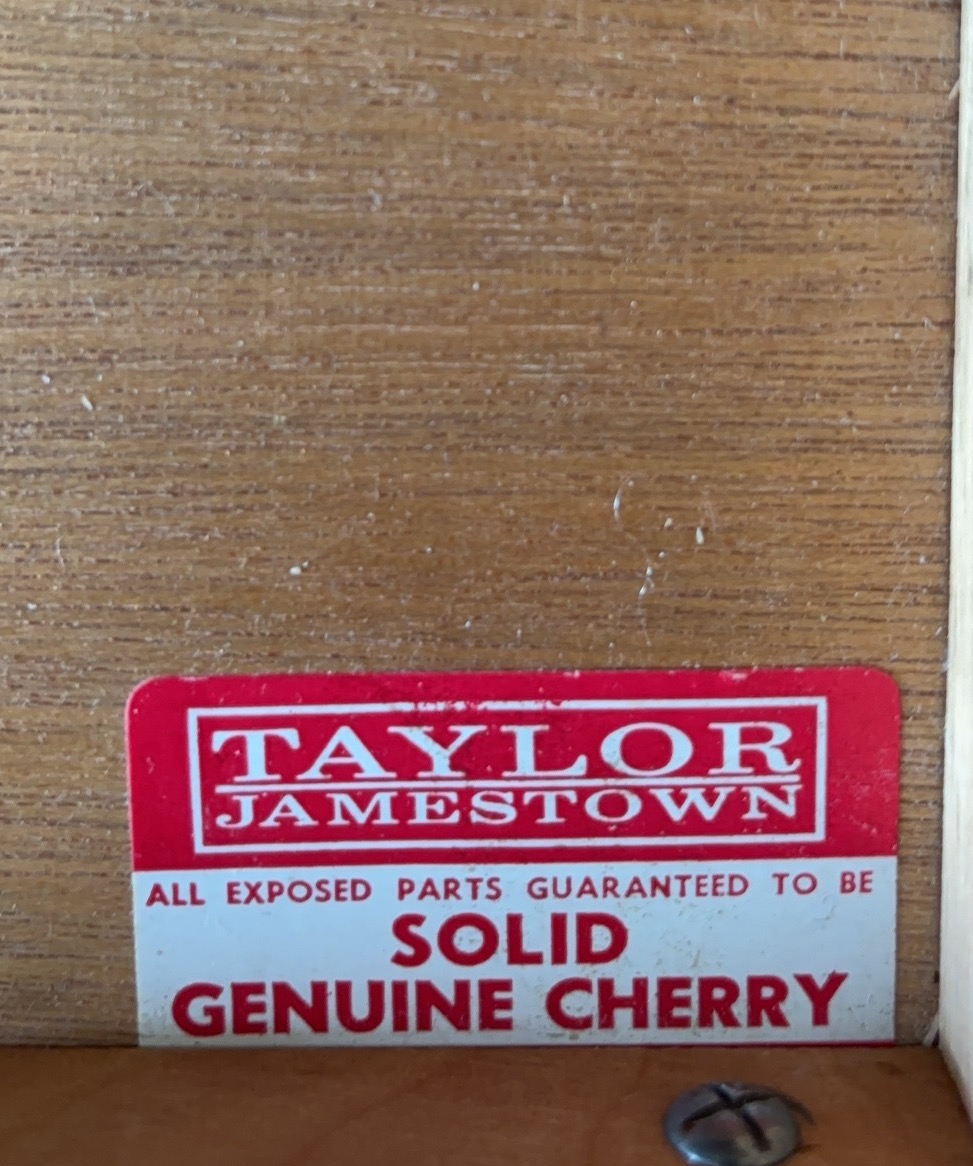 TAYLOR
JAMESTOWN
ALL EXPOSED PARTS GUARANTEED TO BE
SOLID
GENUINE CHERRY